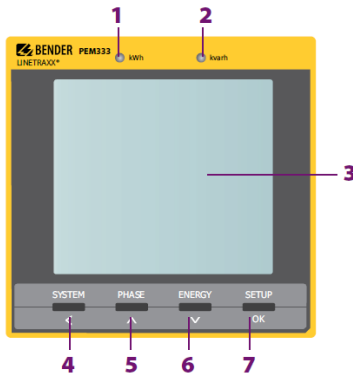 1 2
BENDER PEM333
LINETRAXX®
kWh kvarh
3
SYSTEM PHASE ENERGY SETUP
< ∧ ∨ OK
4 5 6 7